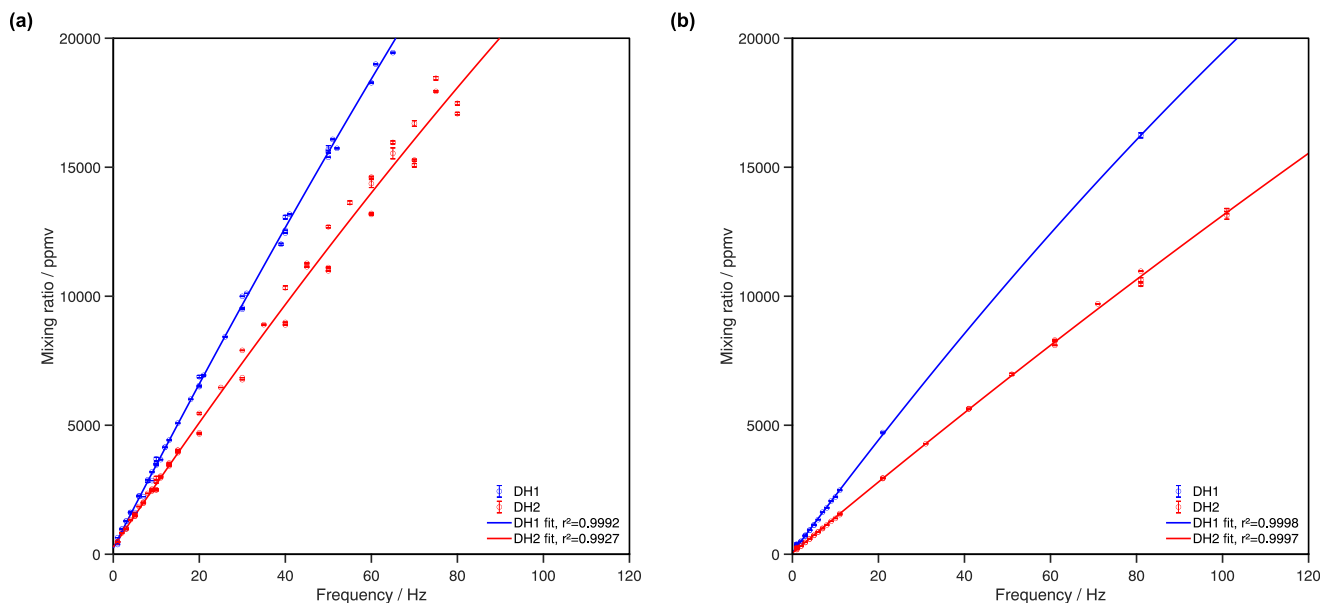 (a)
20000
15000
10000
5000
0
Mixing ratio / ppmv
0 20 40 60 80 100 120
Frequency / Hz
DH1
DH2
DH1 fit, r²=0.9992
DH2 fit, r²=0.9927
(b)
20000
15000
10000
5000
0
Mixing ratio / ppmv
0 20 40 60 80 100 120
Frequency / Hz
DH1
DH2
DH1 fit, r²=0.9998
DH2 fit, r²=0.9997